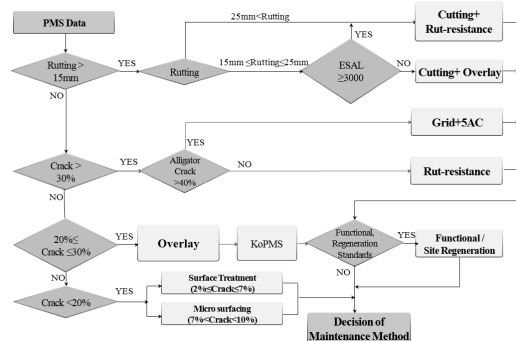 PMS Data
25mm<Rutting
Cutting+
Rut-resistance
Rutting >
15mm
YES
Rutting
15mm ≤Rutting≤25mm
YES
ESAL
≥3000
NO
Cutting+ Overlay
NO
Grid+5AC
YES
Crack >
30%
YES
Alligator
Crack
>40%
NO
Rut-resistance
NO
20%≤
Crack ≤30%
YES
Overlay
KoPMS
Functional,
Regeneration
Standards
YES
Functional /
Site Regeneration
NO
NO
Crack <20%
YES
Surface Treatment
(2%≤Crack≤7%)
Micro surfacing
(7%<Crack<10%)
Decision of
Maintenance Method